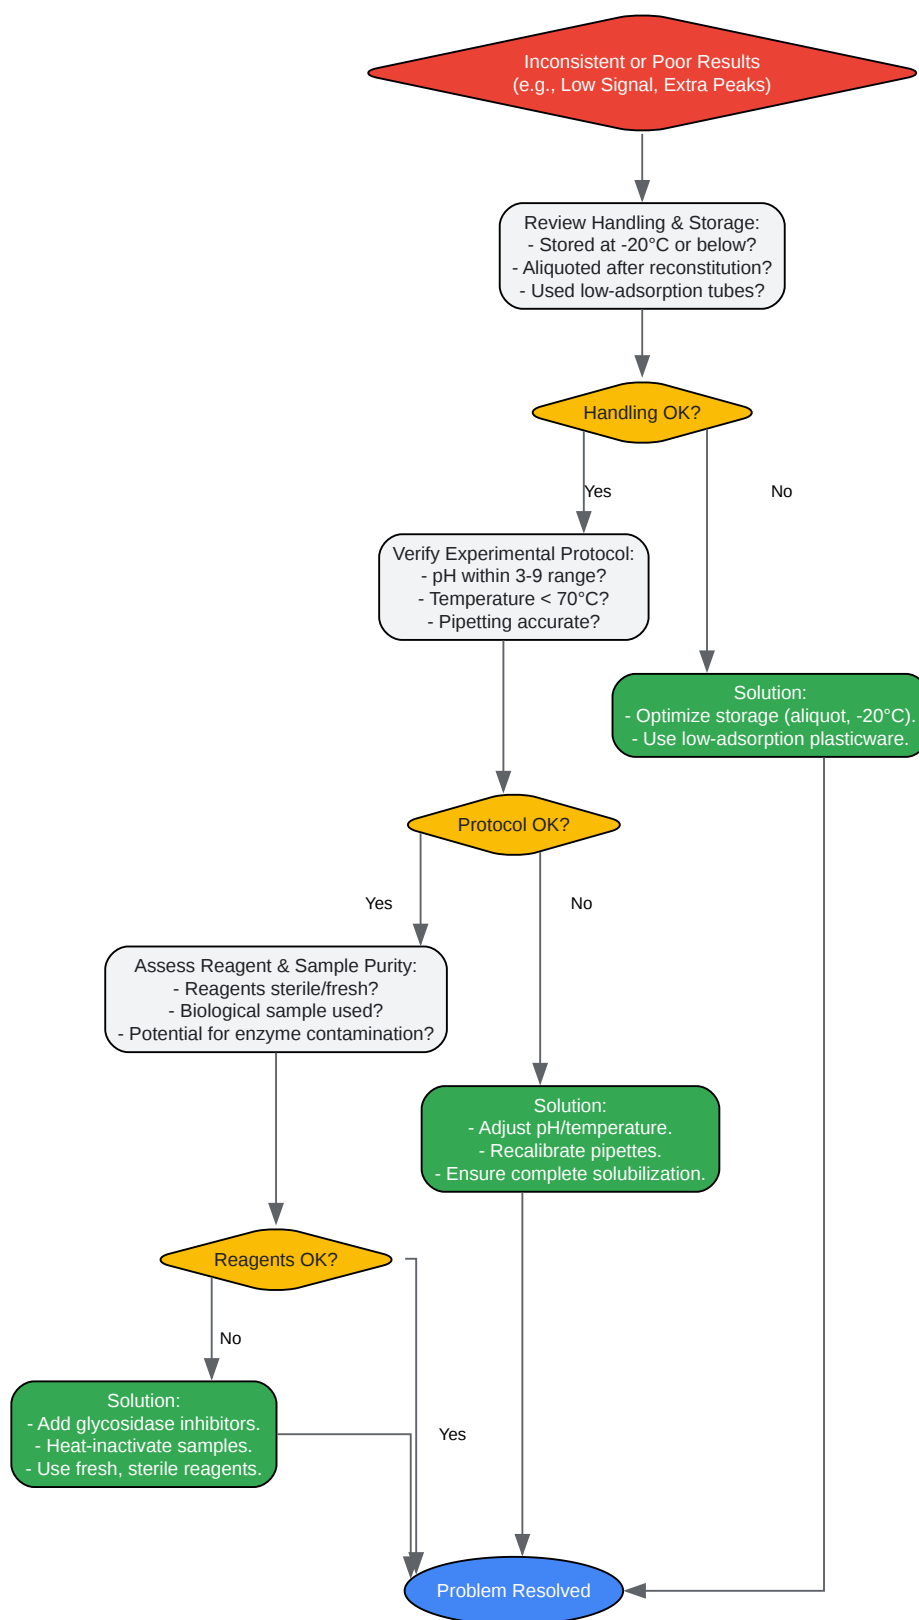 Inconsistent or Poor Results
(e.g., Low Signal, Extra Peaks)
Review Handling & Storage:
- Stored at -20°C or below?
- Aliquoted after reconstitution?
- Used low-adsorption tubes?
Handling OK?
Yes
No
Verify Experimental Protocol:
- pH within 3-9 range?
- Temperature < 70°C?
- Pipetting accurate?
Solution:
- Optimize storage (aliquot, -20°C).
- Use low-adsorption plasticware.
Protocol OK?
Yes
No
Assess Reagent & Sample Purity:
- Reagents sterile/fresh?
- Biological sample used?
- Potential for enzyme contamination?
Solution:
- Adjust pH/temperature.
- Recalibrate pipettes.
- Ensure complete solubilization.
Reagents OK?
No
Yes
Solution:
- Add glycosidase inhibitors.
- Heat-inactivate samples.
- Use fresh, sterile reagents.
Problem Resolved